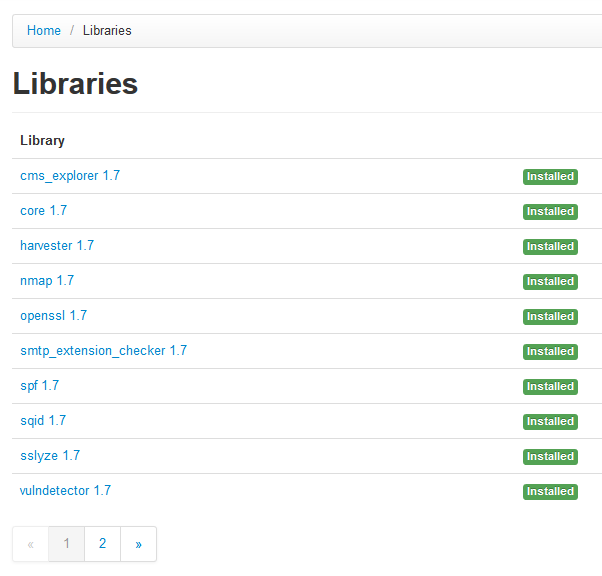 Home / Libraries
Libraries
Library
cms_explorer 1.7 Installed
core 1.7 Installed
harvester 1.7 Installed
nmap 1.7 Installed
openssl 1.7 Installed
smtp_extension_checker 1.7 Installed
spf 1.7 Installed
sqid 1.7 Installed
sslyze 1.7 Installed
vulndetector 1.7 Installed
« 1 2 »